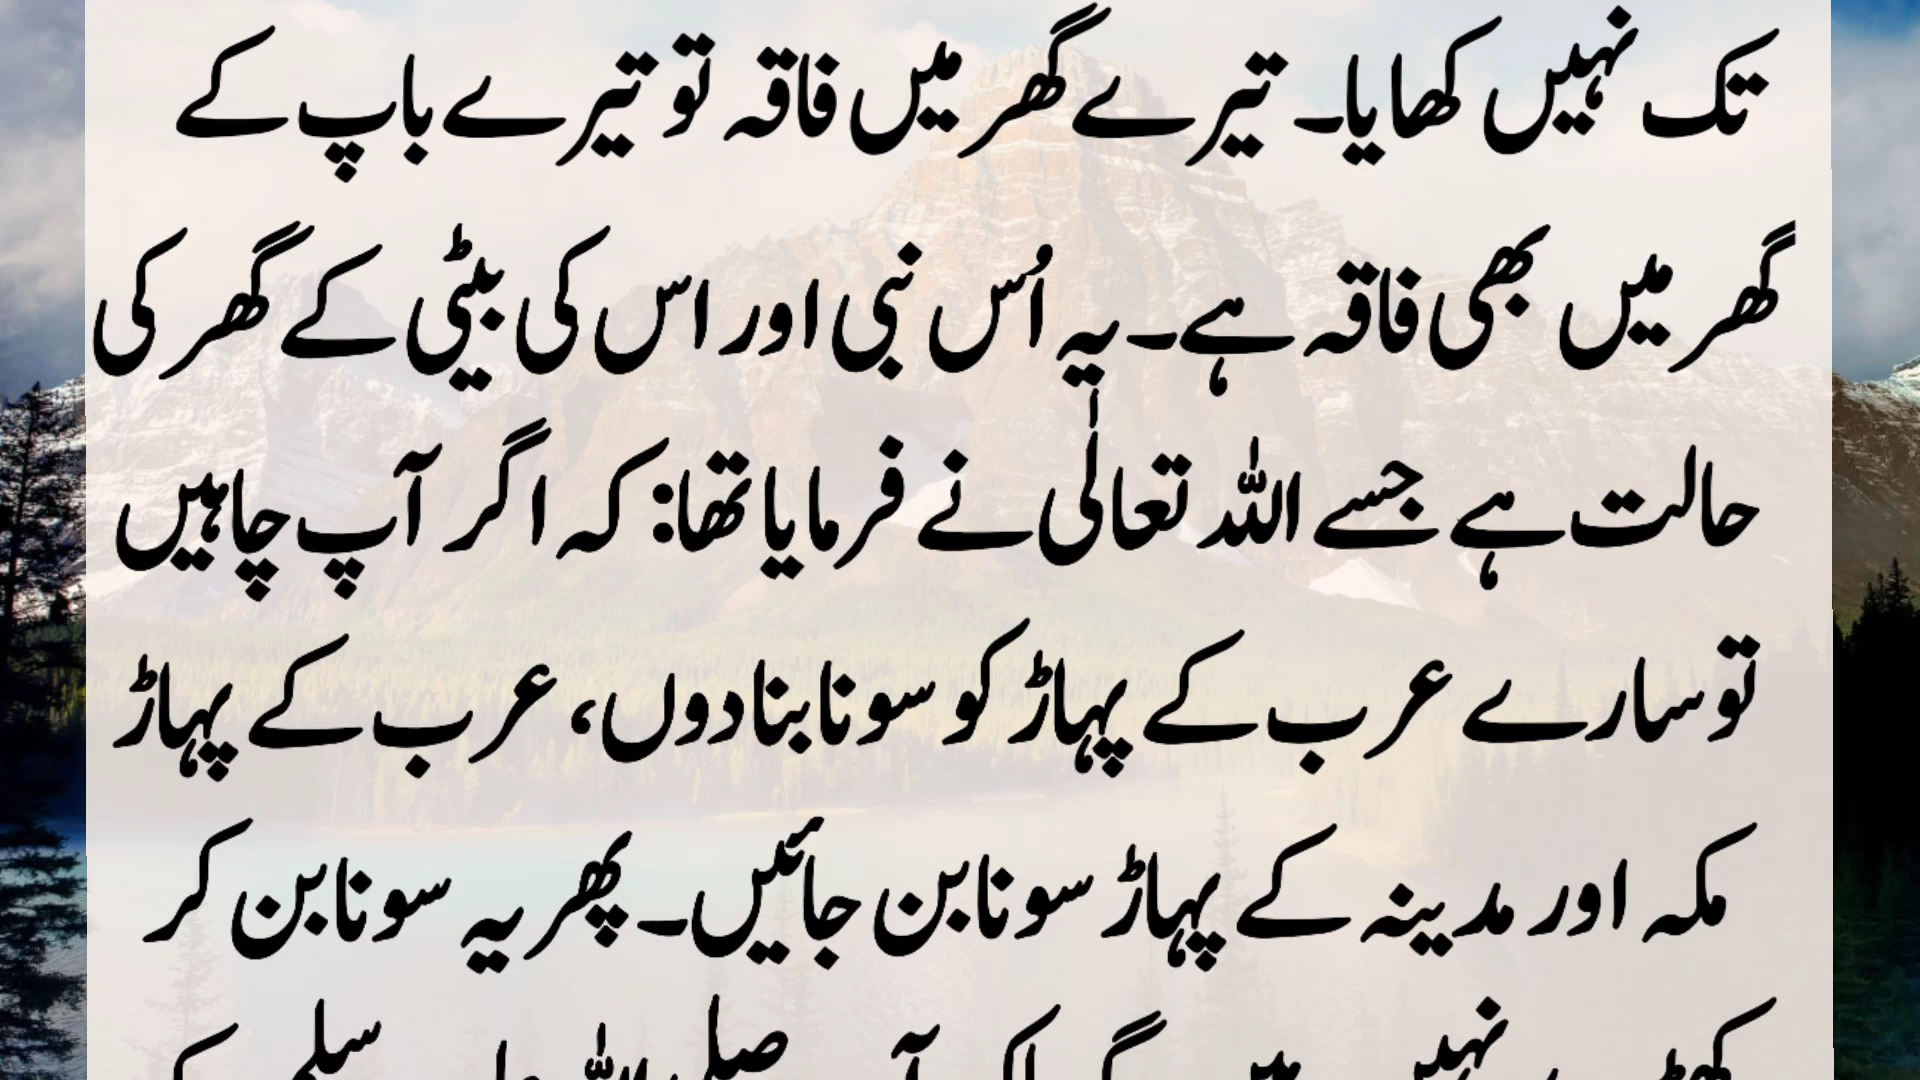 تک نہیں کھایا۔ تیرے گھر میں فاقہ تو تیرے باپ کے
گھر میں بھی فاقہ ہے۔ یہ اُس نبی اور اس کی بیٹی کے گھر کی
حالت ہے جسے اللہ تعالٰی نے فرمایا تھا: کہ اگر آپ چاہیں
تو سارے عرب کے پہاڑ کو سونا بنا دوں، عرب کے پہاڑ
مکہ اور مدینہ کے پہاڑ سونا بن جائیں۔ پھر یہ سونا بن کر
نہیں